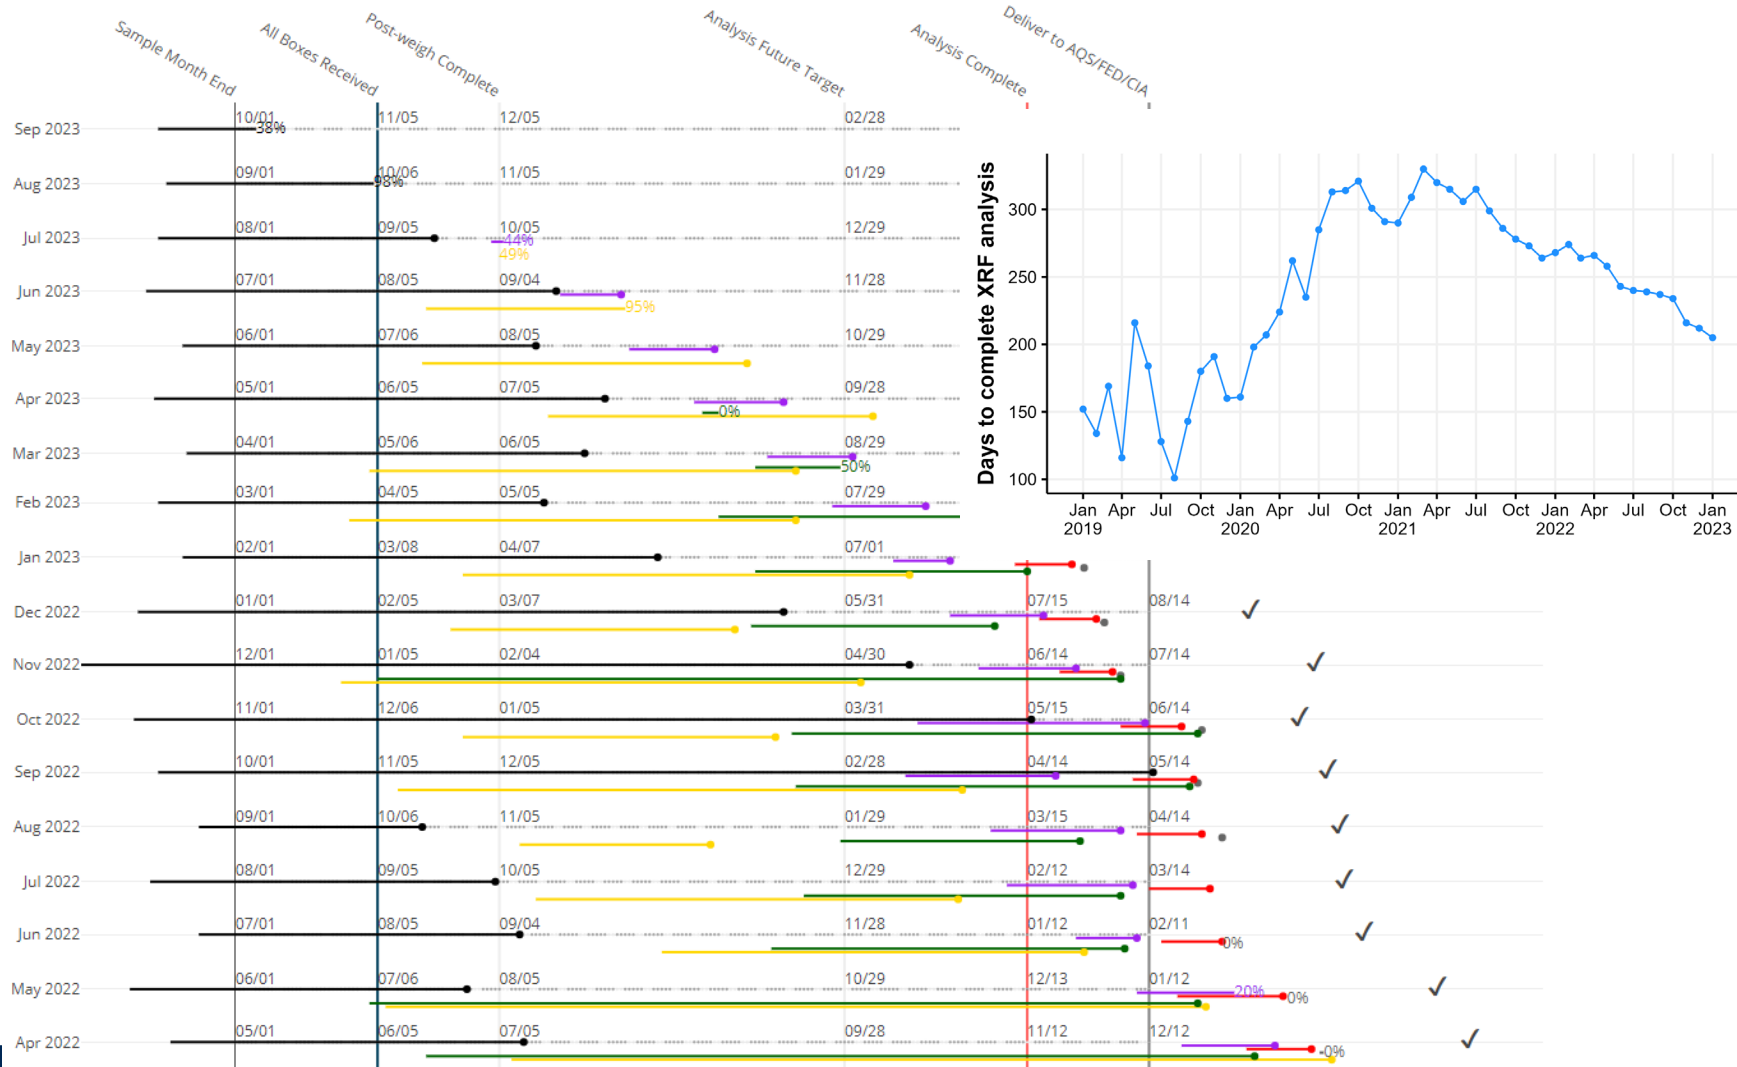 Sample Month End
All Boxes Received
Post-weigh Complete
Analysis Future Target
Analysis Complete
Deliver to AQS/FED/CIA
Sep 2023 10/01 38% 11/05 12/05 02/28
Aug 2023 09/01 10/06 98% 11/05 01/29
Jul 2023 08/01 09/05 10/05 12/29
44%
49%
Jun 2023 07/01 08/05 09/04 11/28
95%
May 2023 06/01 07/06 08/05 10/29
Apr 2023 05/01 06/05 07/05 09/28
0%
Mar 2023 04/01 05/06 06/05 08/29
50%
Feb 2023 03/01 04/05 05/05 07/29
Jan 2023 02/01 03/08 04/07 07/01
Dec 2022 01/01 02/05 03/07 05/31 07/15 08/14
Nov 2022 12/01 01/05 02/04 04/30 06/14 07/14
Oct 2022 11/01 12/06 01/05 03/31 05/15 06/14
Sep 2022 10/01 11/05 12/05 02/28 04/14 05/14
Aug 2022 09/01 10/06 11/05 01/29 03/15 04/14
Jul 2022 08/01 09/05 10/05 12/29 02/12 03/14
Jun 2022 07/01 08/05 09/04 11/28 01/12 02/11
0%
May 2022 06/01 07/06 08/05 10/29 12/13 01/12
20% 0%
Apr 2022 05/01 06/05 07/05 09/28 11/12 12/12
-0%
Days to complete XRF analysis
300
250
200
150
100
Jan Apr Jul Oct Jan Apr Jul Oct Jan Apr Jul Oct Jan Apr Jul Oct Jan
2019 2020 2021 2022 2023